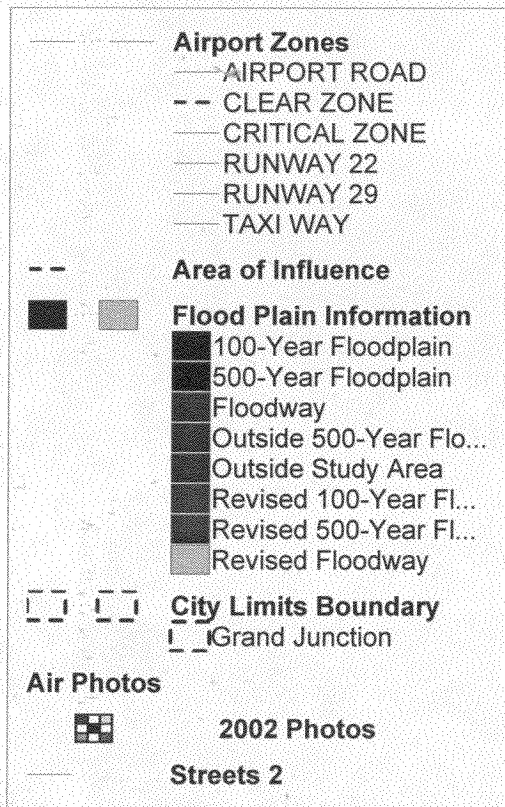 Airport Zones
AIRPORT ROAD
CLEAR ZONE
CRITICAL ZONE
RUNWAY 22
RUNWAY 29
TAXI WAY
Area of Influence
Flood Plain Information
100-Year Floodplain
500-Year Floodplain
Floodway
Outside 500-Year Flo...
Outside Study Area
Revised 100-Year Fl...
Revised 500-Year Fl...
Revised Floodway
City Limits Boundary
Grand Junction
Air Photos
2002 Photos
Streets 2